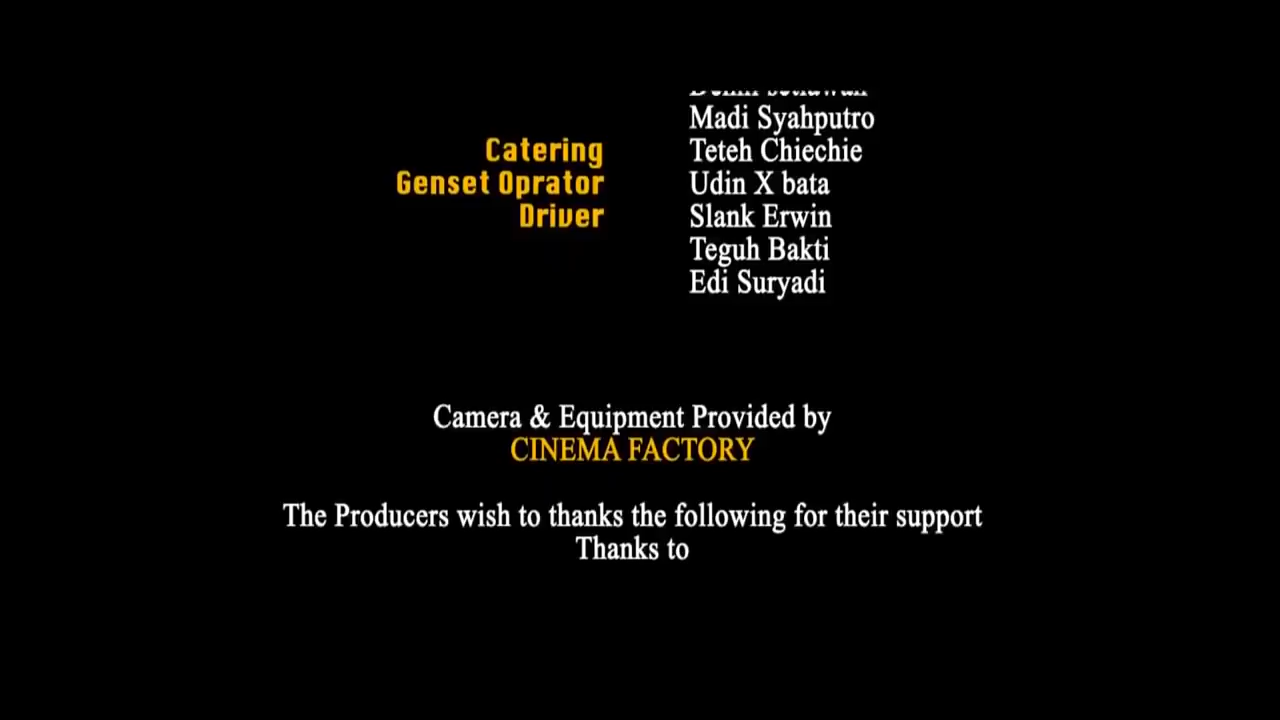 Madi Syahputro
Catering Teteh Chiechie
Genset Oprator Udin X bata
Driver Slank Erwin
Teguh Bakti
Edi Suryadi
Camera & Equipment Provided by
CINEMA FACTORY
The Producers wish to thanks the following for their support
Thanks to